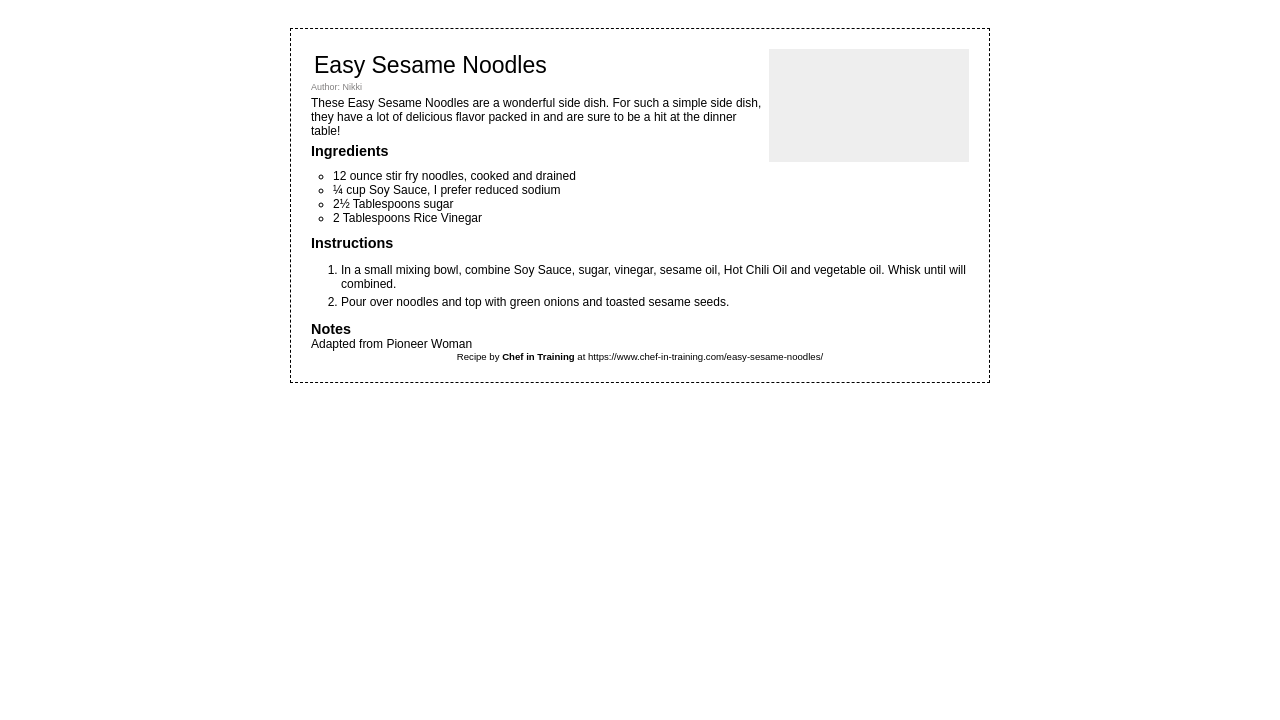 Easy Sesame Noodles
Author: Nikki
These Easy Sesame Noodles are a wonderful side dish. For such a simple side dish,
they have a lot of delicious flavor packed in and are sure to be a hit at the dinner
table!
Ingredients
12 ounce stir fry noodles, cooked and drained
¼ cup Soy Sauce, I prefer reduced sodium
2½ Tablespoons sugar
2 Tablespoons Rice Vinegar
Instructions
1. In a small mixing bowl, combine Soy Sauce, sugar, vinegar, sesame oil, Hot Chili Oil and vegetable oil. Whisk until will
combined.
2. Pour over noodles and top with green onions and toasted sesame seeds.
Notes
Adapted from Pioneer Woman
Recipe by Chef in Training at https://www.chef-in-training.com/easy-sesame-noodles/